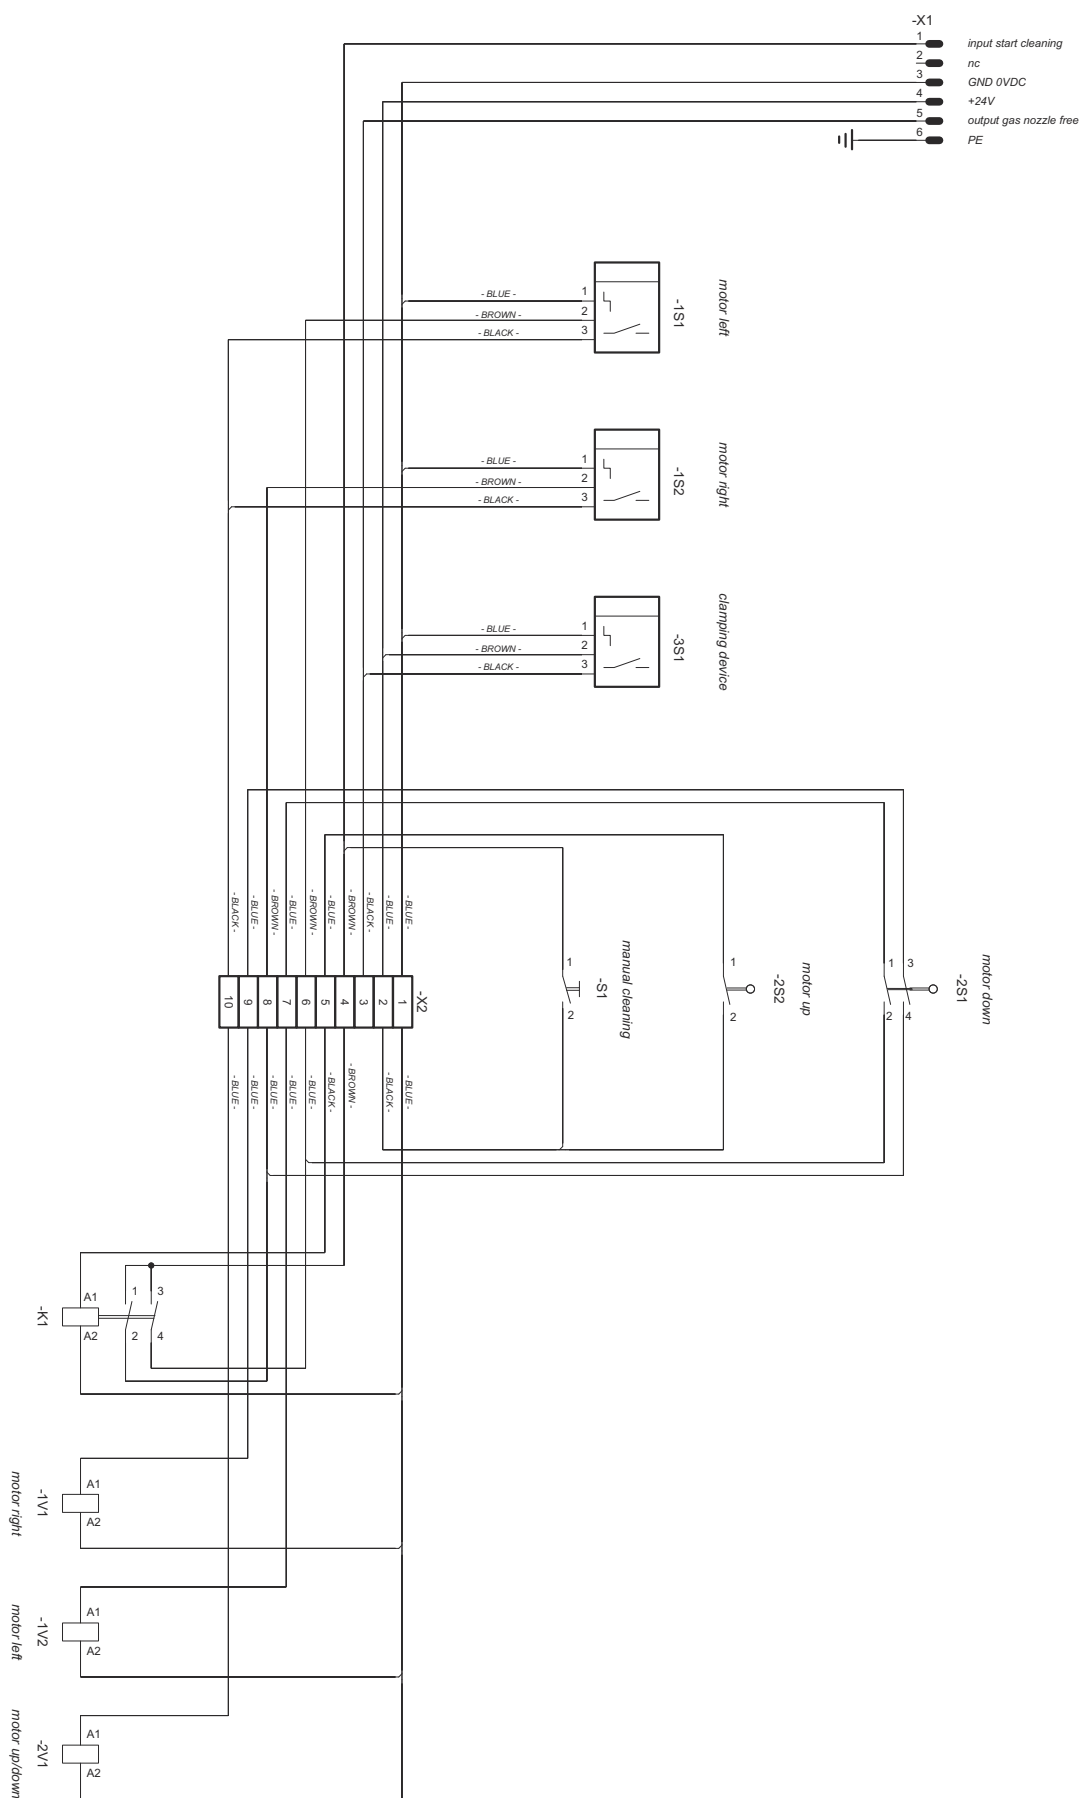 -X1
1 input start cleaning
2 nc
3 GND 0VDC
4 +24V
5 output gas nozzle free
6 PE
- BLUE - 1
- BROWN - 2
- BLACK - 3
-1S1
motor left
- BLUE - 1
- BROWN - 2
- BLACK - 3
-1S2
motor right
- BLUE - 1
- BROWN - 2
- BLACK - 3
-3S1
clamping device
- BLACK -
- BLUE -
- BROWN -
- BLUE -
- BROWN -
- BLUE -
- BROWN -
- BLACK -
- BLUE -
- BLUE -
10 9 8 7 6 5 4 3 2 1
-X2
1
2
-S1
manual cleaning
1
2
-2S2
motor up
1 3
2 4
-2S1
motor down
- BLUE -
- BLUE -
- BLUE -
- BLUE -
- BLUE -
- BLACK -
- BROWN -
- BLACK -
- BLUE -
-K1
A1
A2
1 3
2 4
motor right
-1V1
A1
A2
motor left
-1V2
A1
A2
motor up/down
-2V1
A1
A2